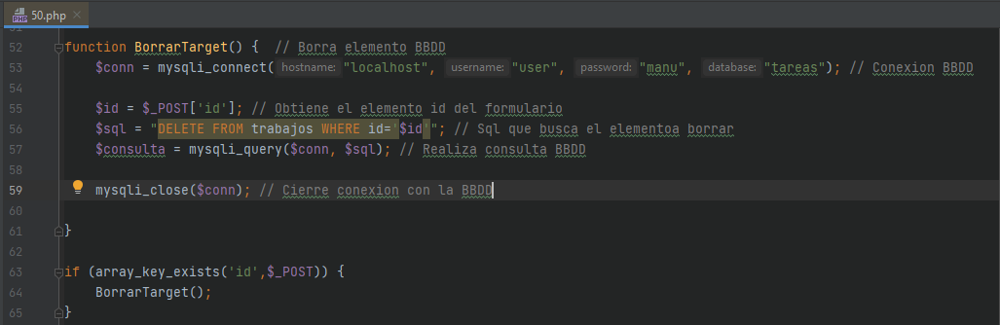 50.php
51
52 function BorrarTarget() { // Borra elemento BBDD
53 $conn = mysqli_connect( hostname: "localhost", username: "user", password: "manu", database: "tareas"); // Conexion BBDD
54
55 $id = $_POST['id']; // Obtiene el elemento id del formulario
56 $sql = "DELETE FROM trabajos WHERE id='$id'"; // Sql que busca el elementoa borrar
57 $consulta = mysqli_query($conn, $sql); // Realiza consulta BBDD
58
59 mysqli_close($conn); // Cierre conexion con la BBDD
60
61 }
62
63 if (array_key_exists('id',$_POST)) {
64 BorrarTarget();
65 }